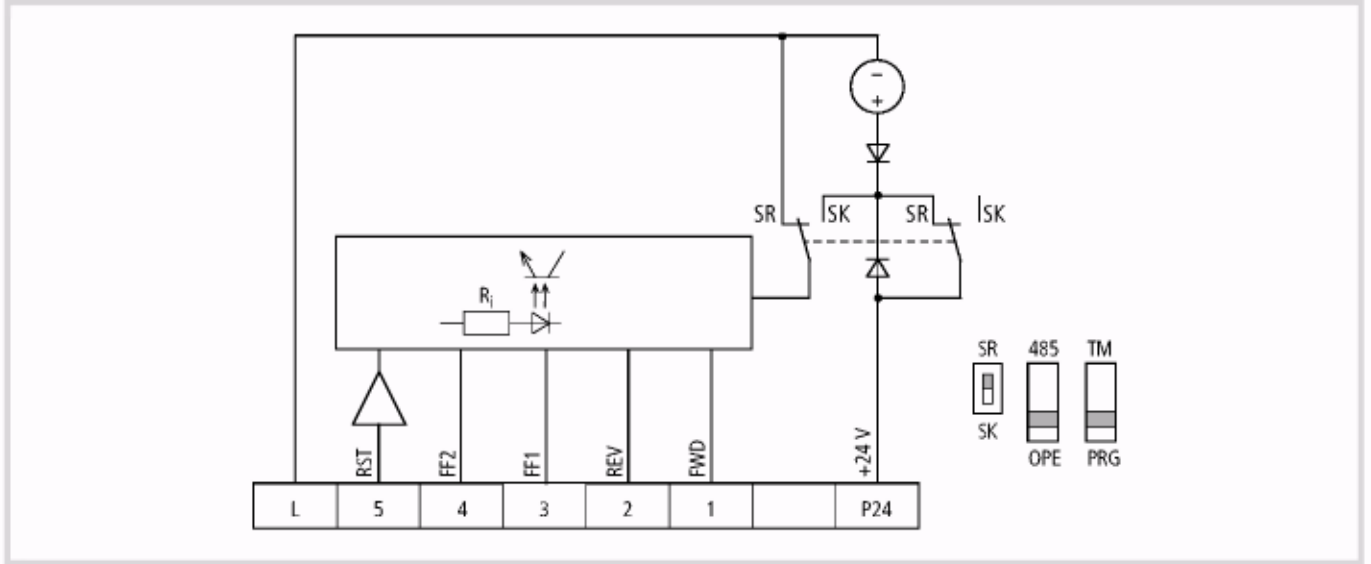 −
+
SR SK SR SK
Ri
SR 485 TM
SK
OPE PRG
RST FF2 FF1 REV FWD +24 V
L 5 4 3 2 1 P24